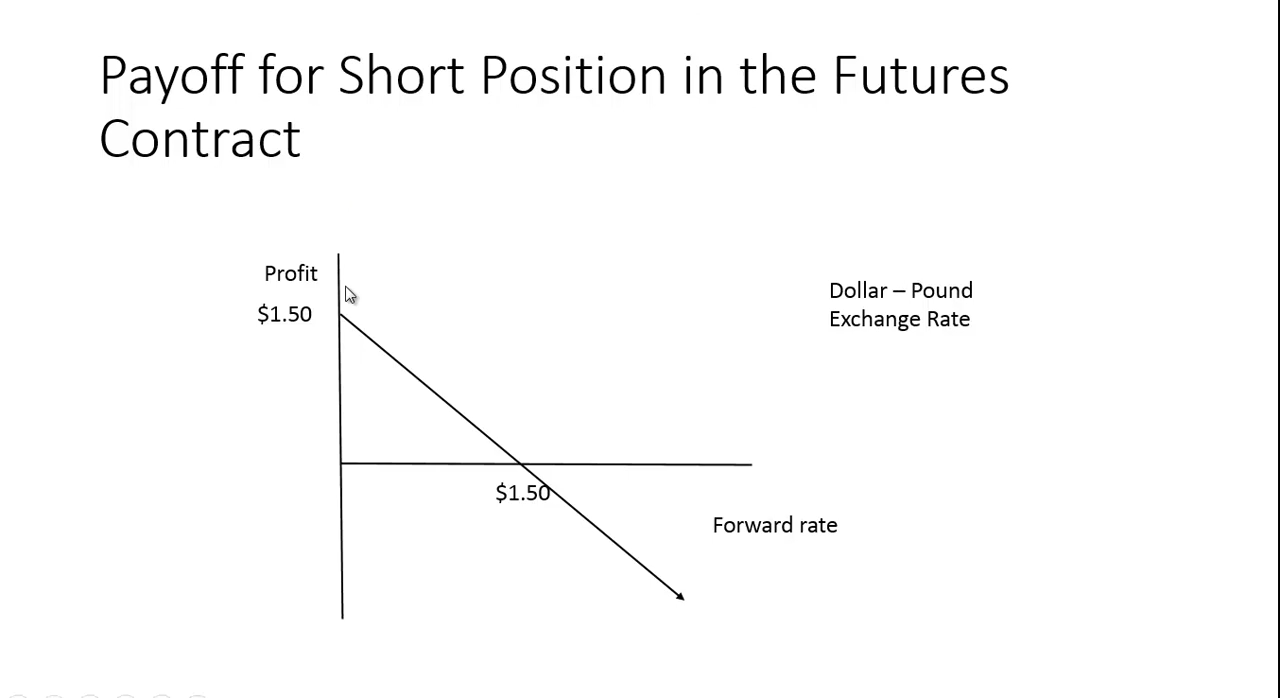 Payoff for Short Position in the Futures
Contract
Profit
$1.50
Dollar – Pound
Exchange Rate
$1.50
Forward rate